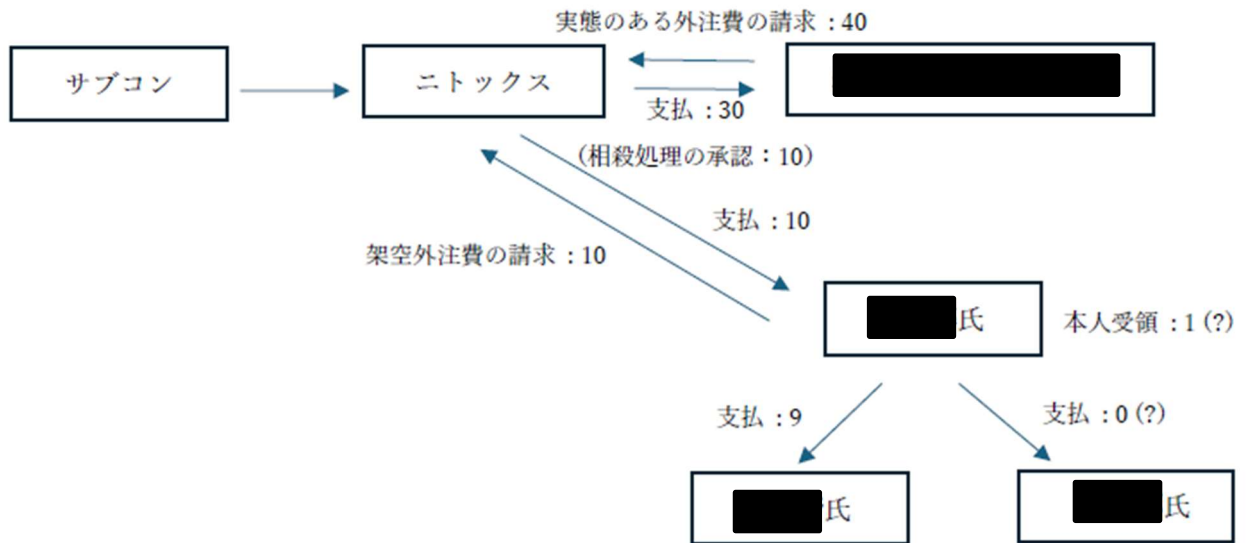 実態のある外注費の請求：40
サブコン
ニトックス
支払：30
(相殺処理の承認：10)
支払：10
架空外注費の請求：10
氏
本人受領：1 (?)
支払：9
支払：0 (?)
氏
氏